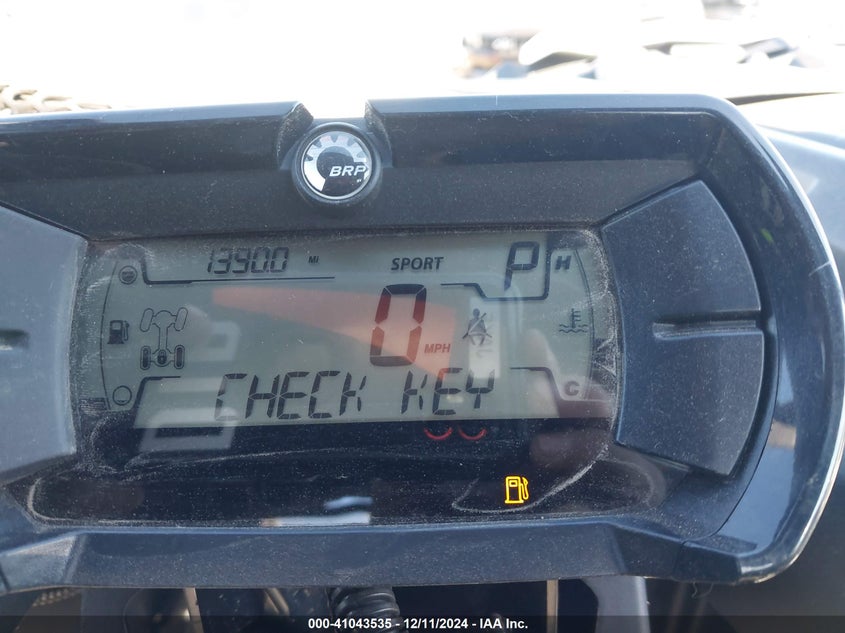 BRP
1390.0 MI SPORT P H
0 MPH
CHECK KEY C
000-41043535 - 12/11/2024 - IAA Inc.